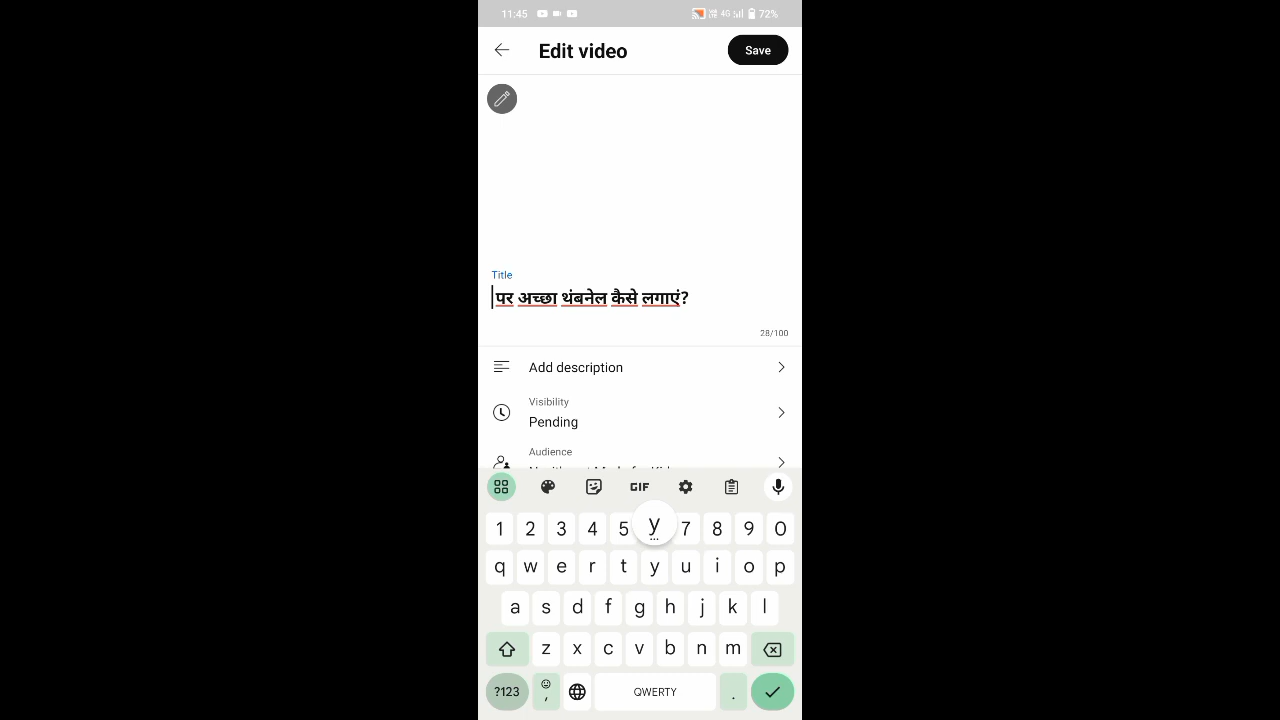 11:45 4G 72%
Edit video
Save
Title
पर अच्छा थंबनेल कैसे लगाएं?
28/100
Add description
Visibility
Pending
Audience
GIF
1 2 3 4 5 y 7 8 9 0
q w e r t y u i o p
a s d f g h j k l
z x c v b n m
?123 , QWERTY .